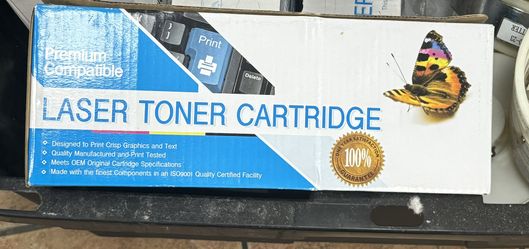 Premium
Compatible
Print
Delete
LASER TONER CARTRIDGE
Designed to Print Crisp Graphics and Text
Quality Manufactured and Print Tested
Meets OEM Original Cartridge Specifications
Made with the finest Components in an ISO9001 Quality Certified Facility
100%
GUARANTEE